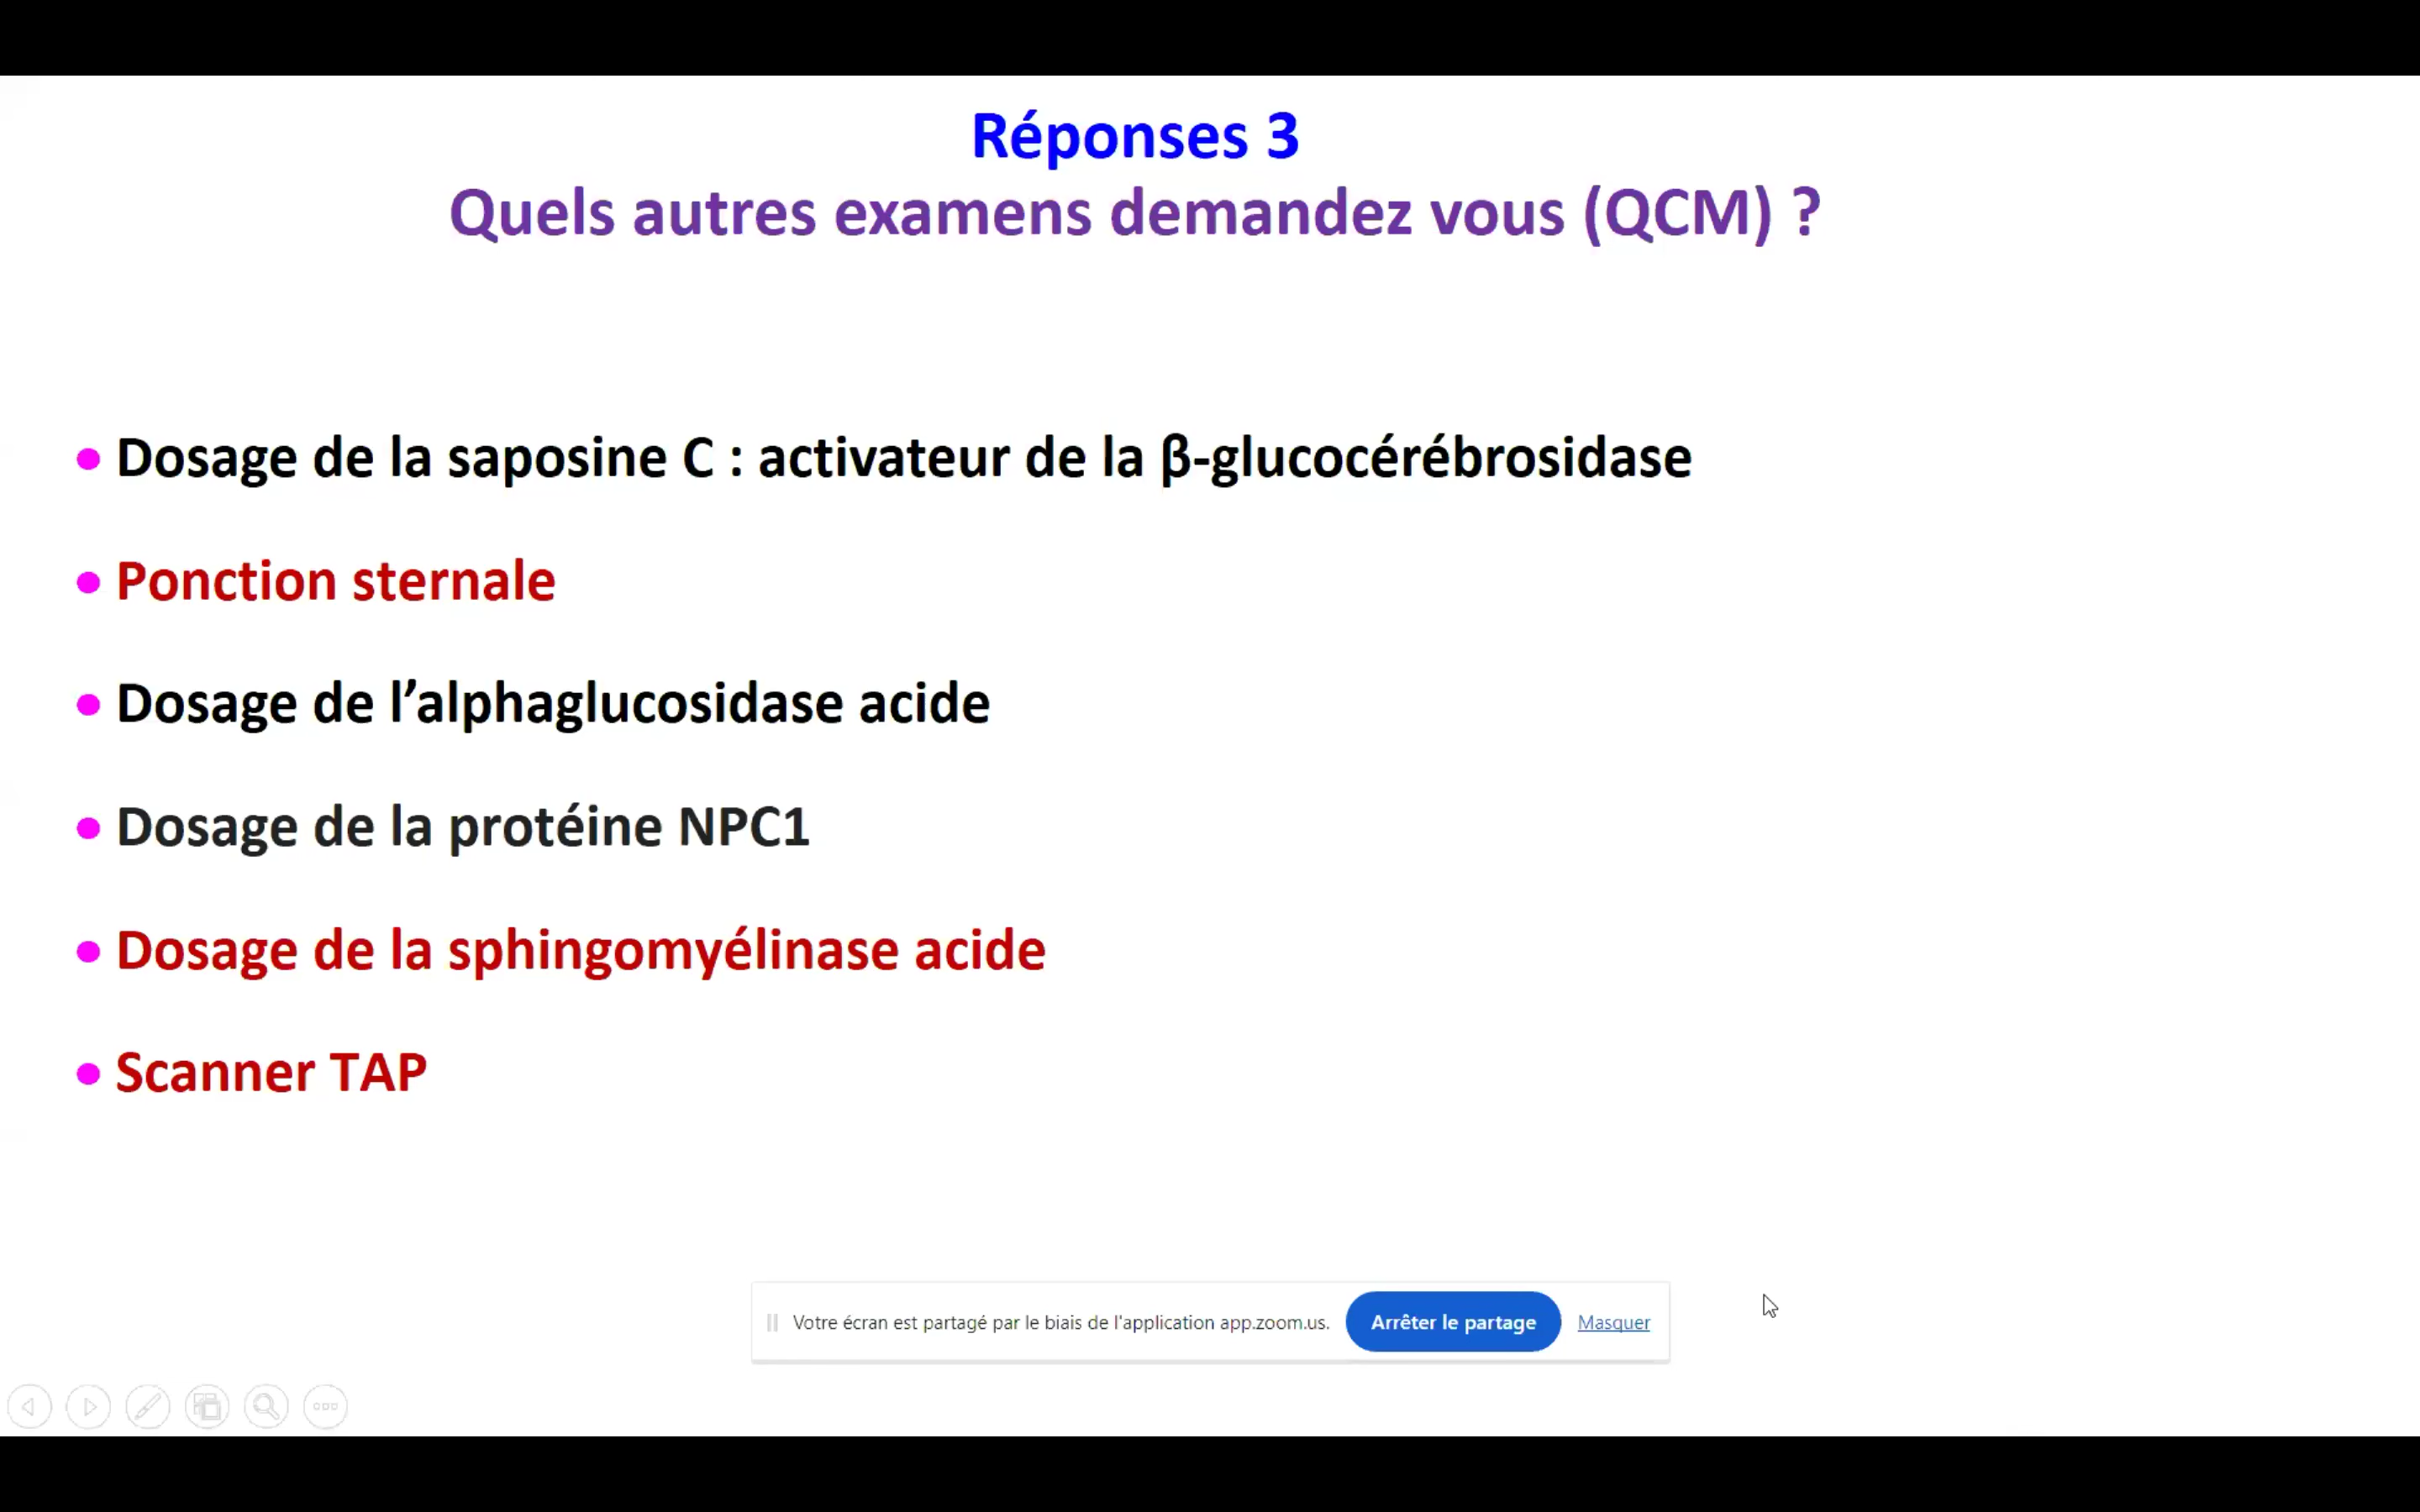 Réponses 3
Quels autres examens demandez vous (QCM) ?
Dosage de la saposine C : activateur de la β-glucocérébrosidase
Ponction sternale
Dosage de l’alphaglucosidase acide
Dosage de la protéine NPC1
Dosage de la sphingomyélinase acide
Scanner TAP
Votre écran est partagé par le biais de l'application app.zoom.us. Arrêter le partage Masquer